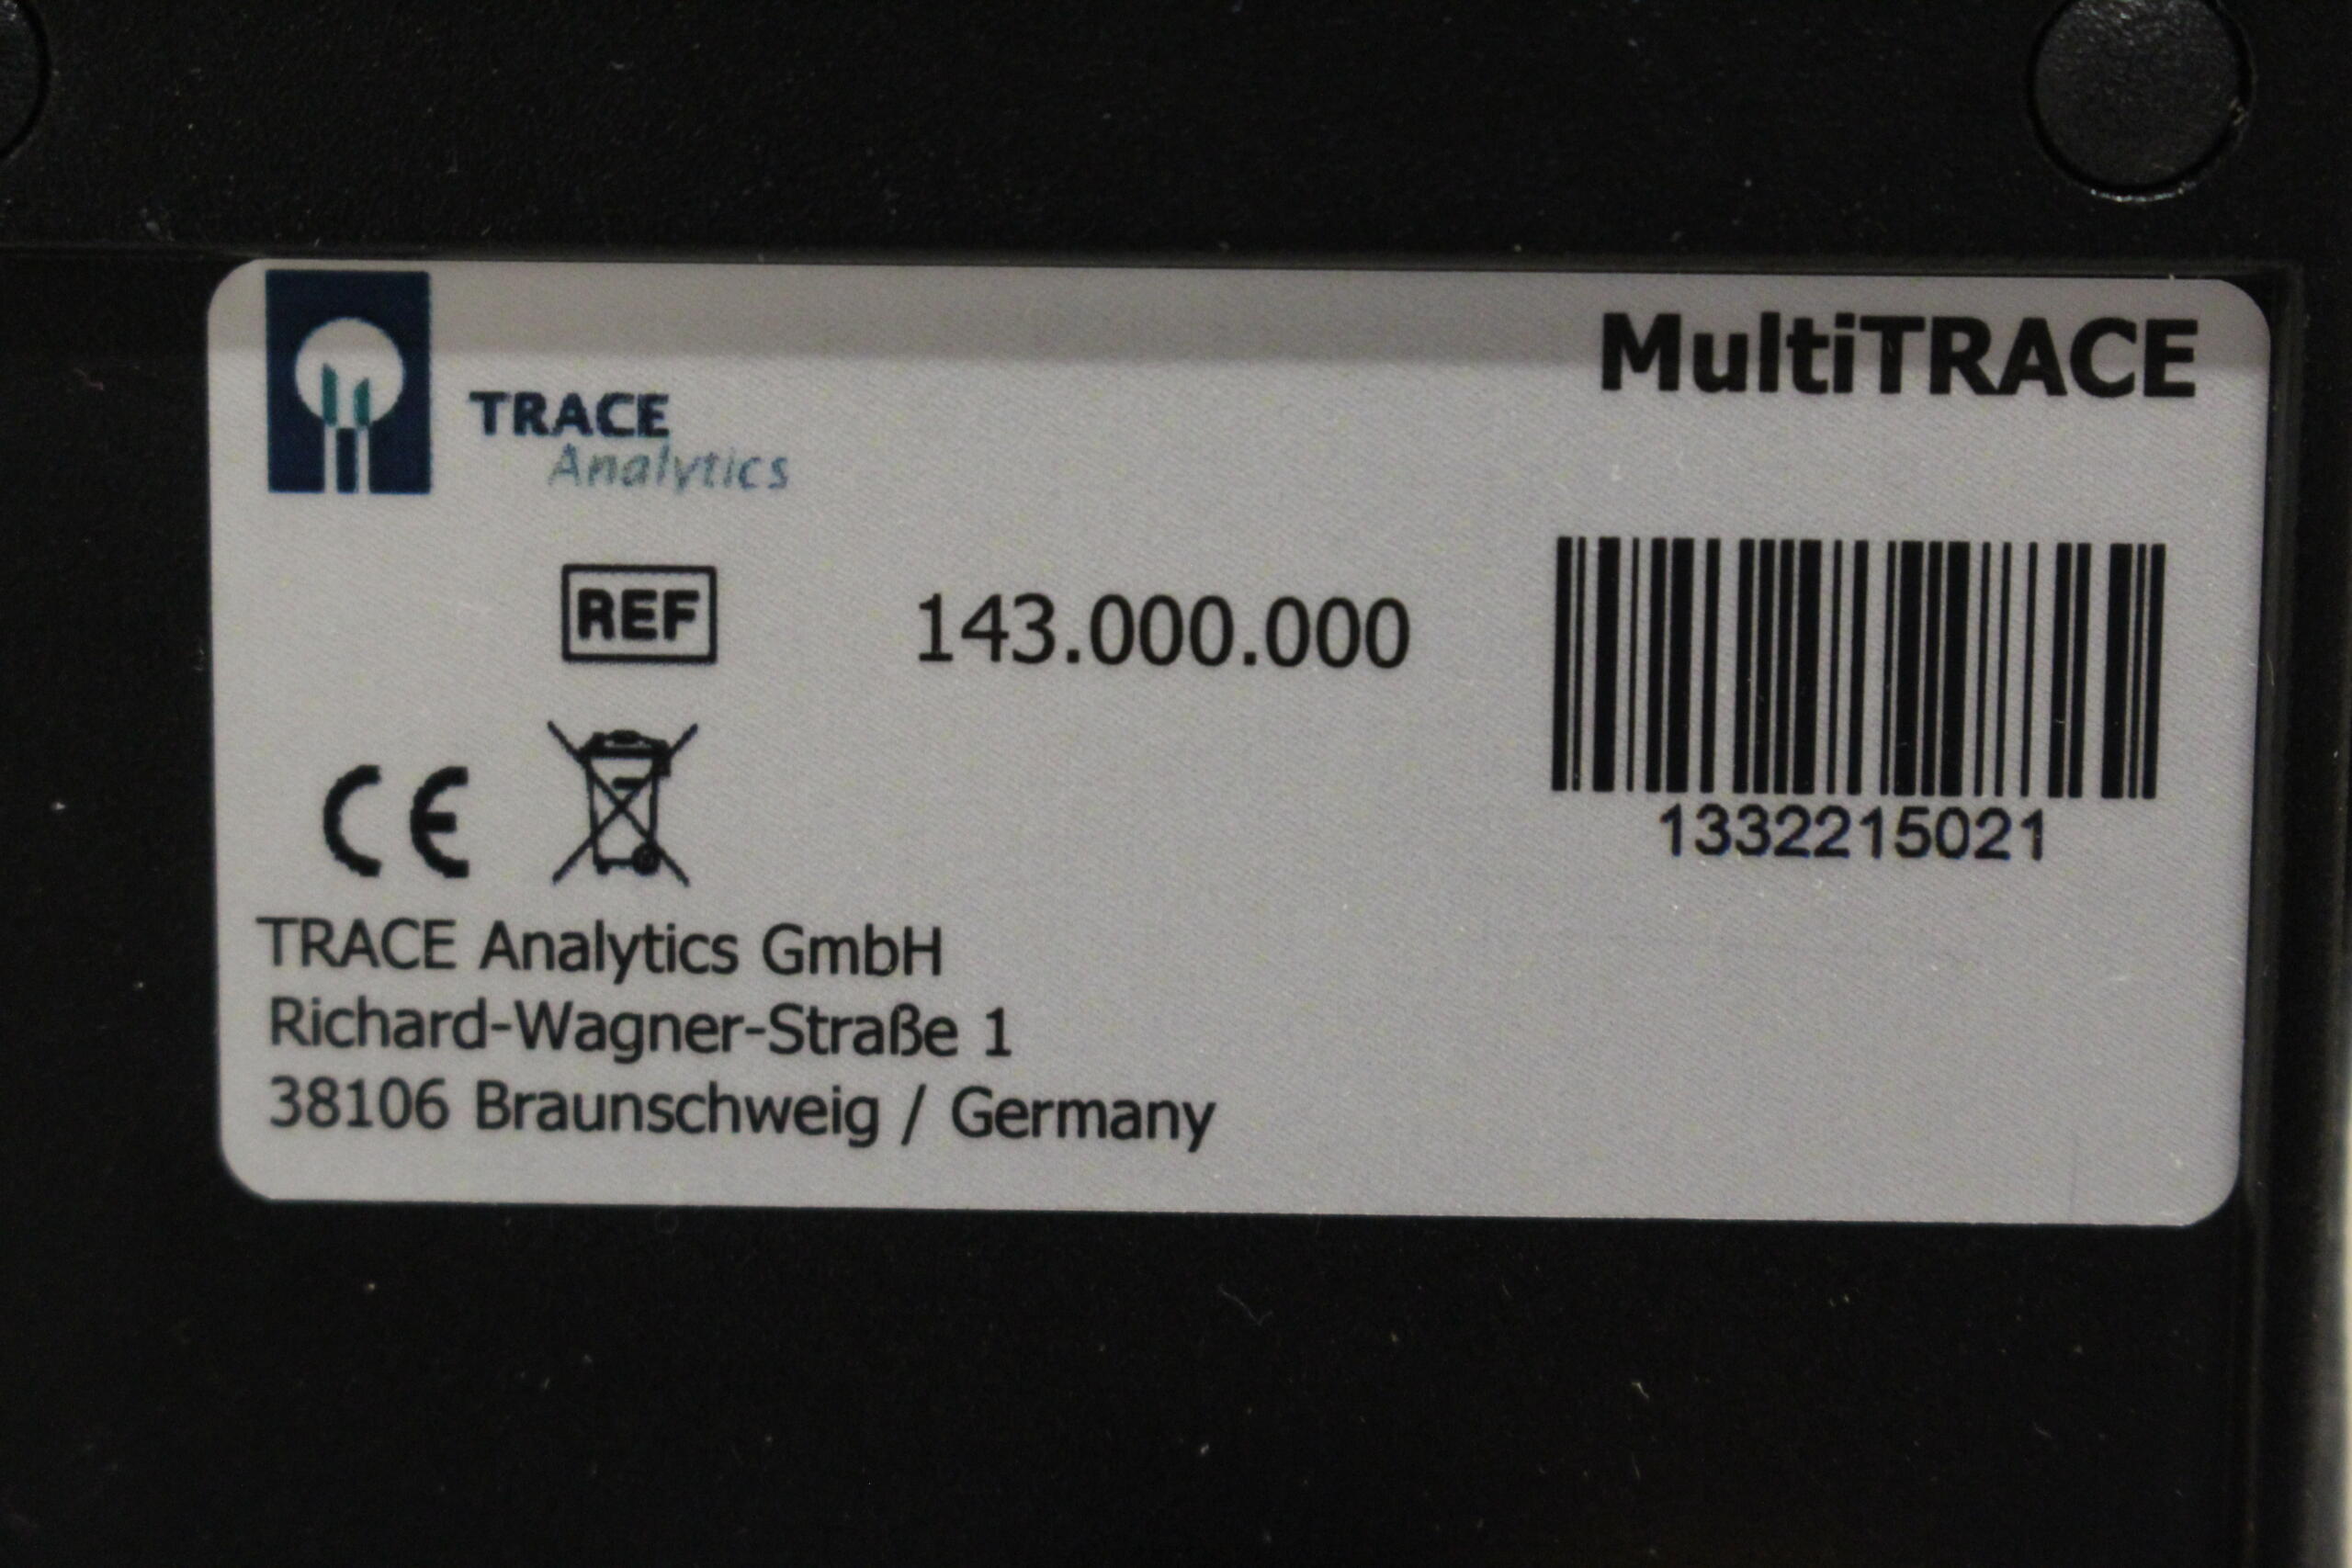 TRACE
Analytics
MultiTRACE
REF
143.000.000
1332215021
CE
TRACE Analytics GmbH
Richard-Wagner-Straße 1
38106 Braunschweig / Germany